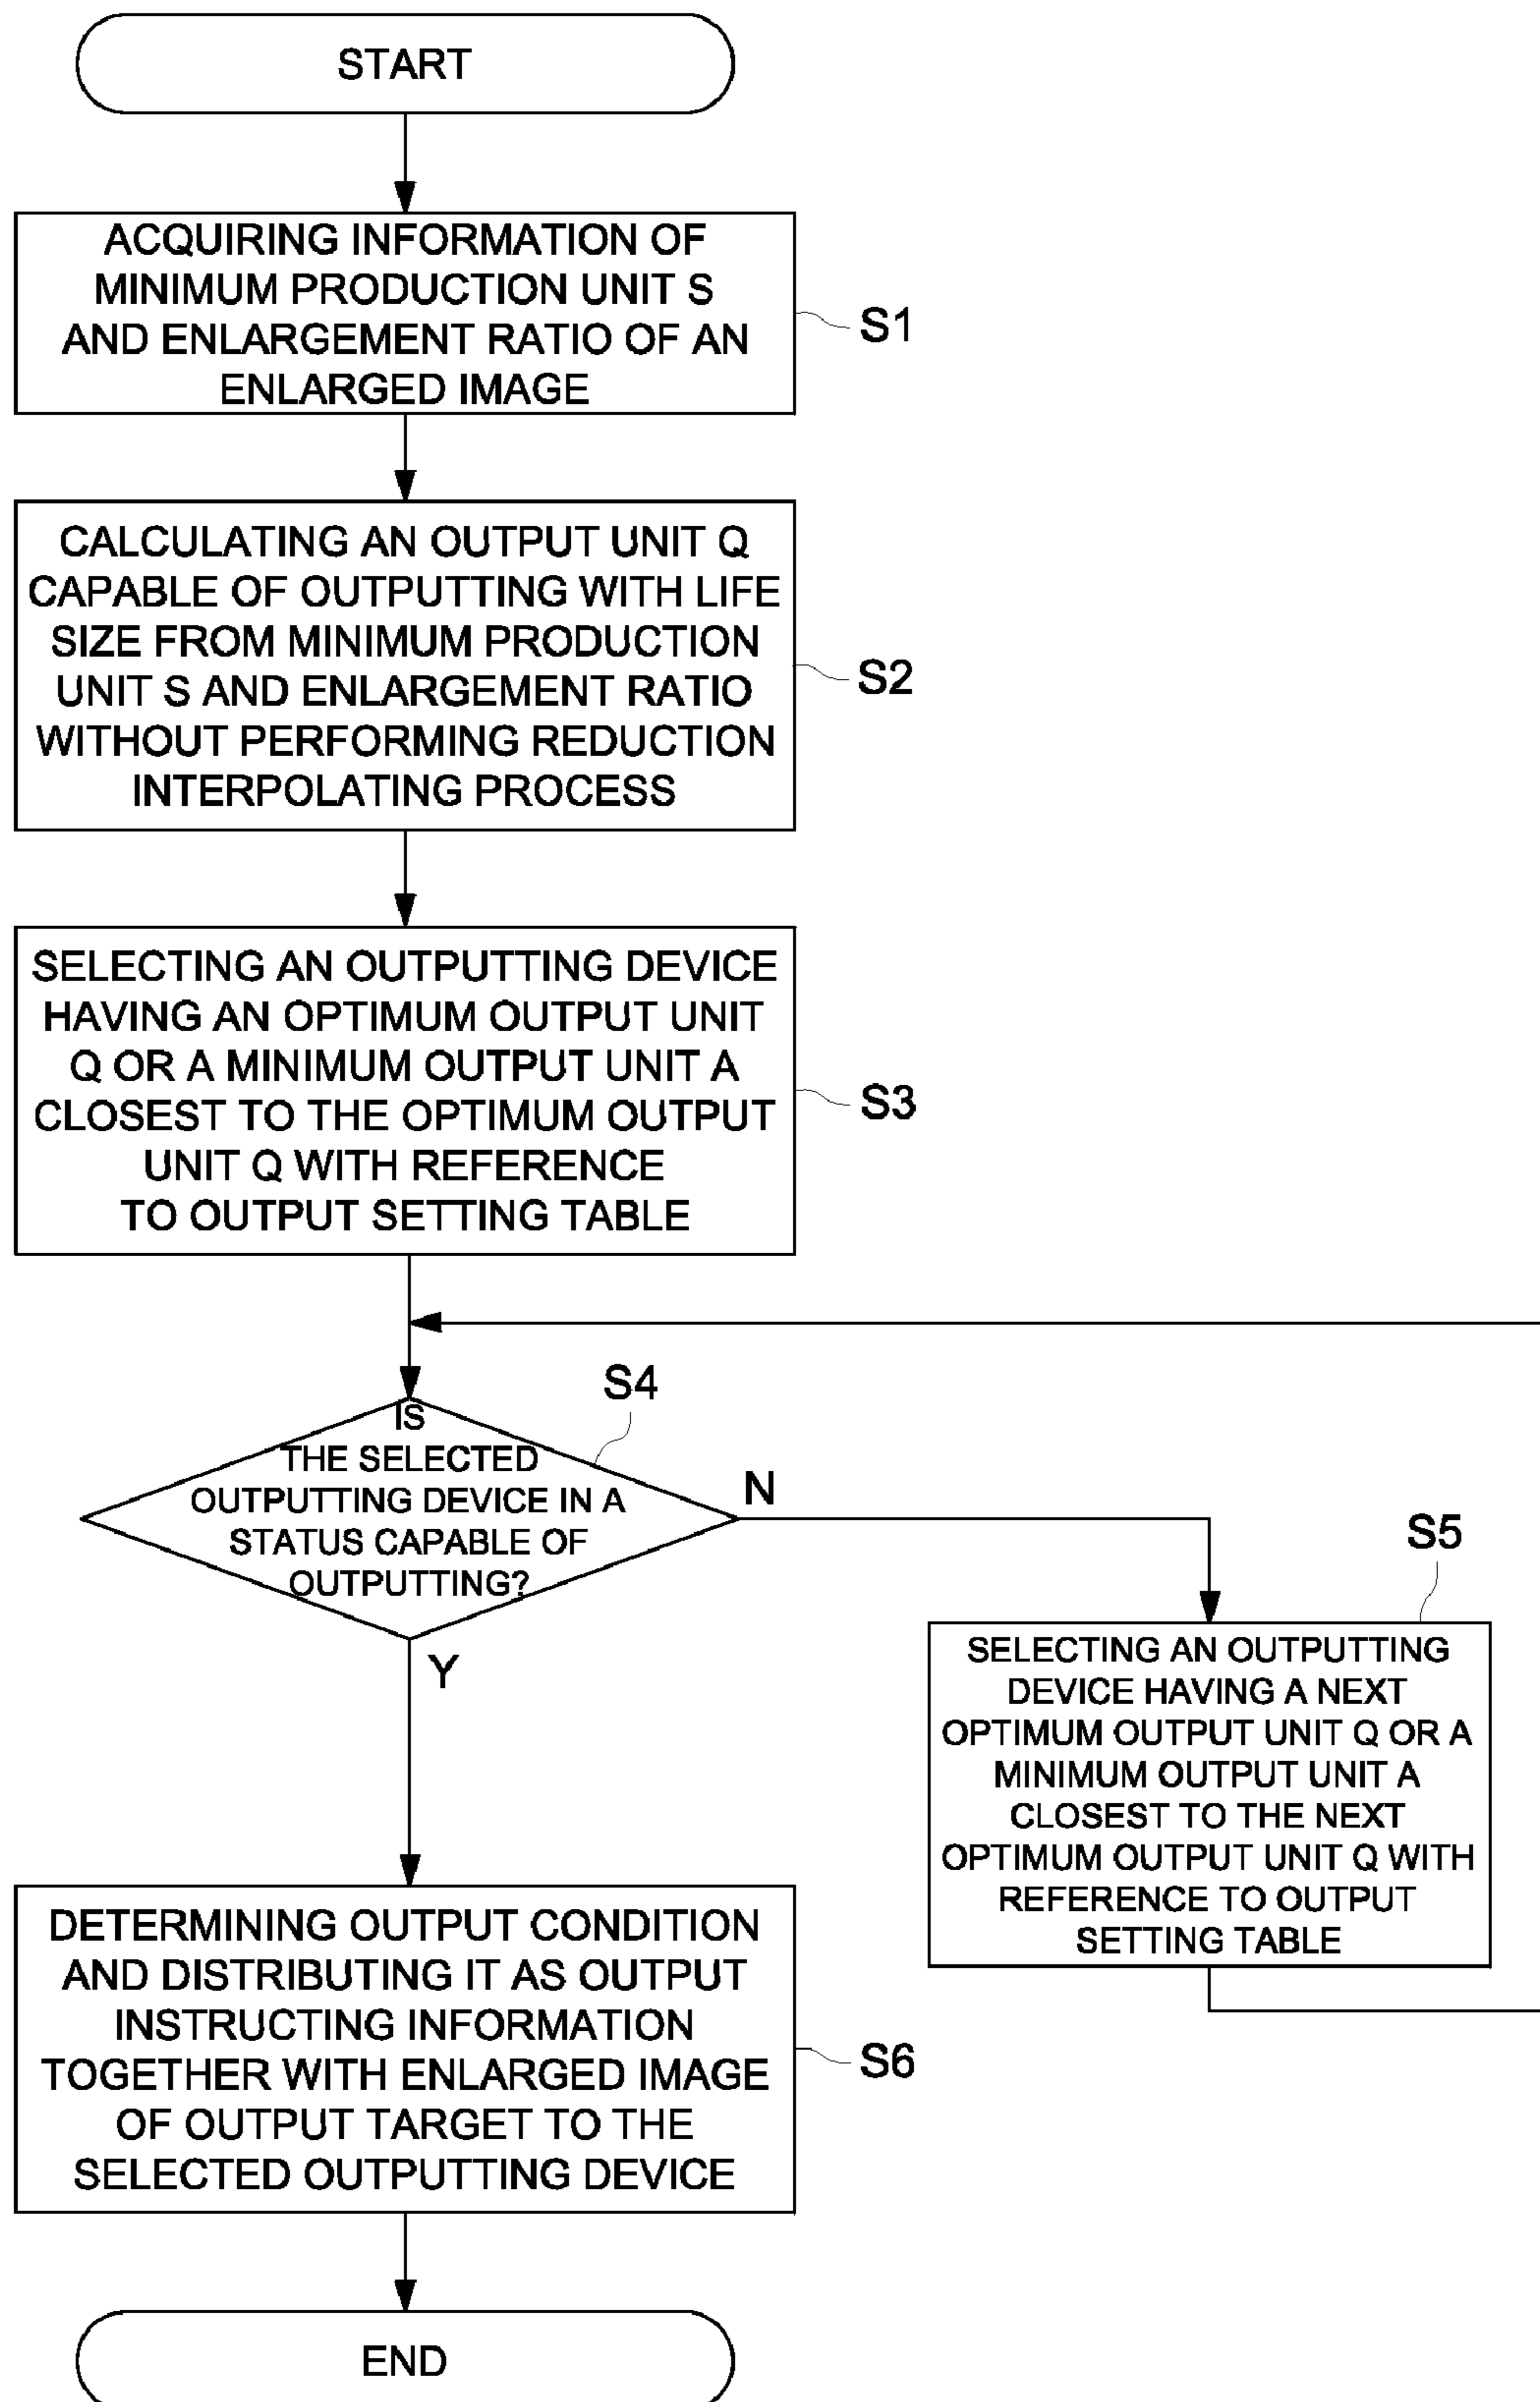 START
ACQUIRING INFORMATION OF
MINIMUM PRODUCTION UNIT S
AND ENLARGEMENT RATIO OF AN
ENLARGED IMAGE
S1
CALCULATING AN OUTPUT UNIT Q
CAPABLE OF OUTPUTTING WITH LIFE
SIZE FROM MINIMUM PRODUCTION
UNIT S AND ENLARGEMENT RATIO
WITHOUT PERFORMING REDUCTION
INTERPOLATING PROCESS
S2
SELECTING AN OUTPUTTING DEVICE
HAVING AN OPTIMUM OUTPUT UNIT
Q OR A MINIMUM OUTPUT UNIT A
CLOSEST TO THE OPTIMUM OUTPUT
UNIT Q WITH REFERENCE
TO OUTPUT SETTING TABLE
S3
S4
IS
THE SELECTED
OUTPUTTING DEVICE IN A
STATUS CAPABLE OF
OUTPUTTING?
N
Y
S5
SELECTING AN OUTPUTTING
DEVICE HAVING A NEXT
OPTIMUM OUTPUT UNIT Q OR A
MINIMUM OUTPUT UNIT A
CLOSEST TO THE NEXT
OPTIMUM OUTPUT UNIT Q WITH
REFERENCE TO OUTPUT
SETTING TABLE
DETERMINING OUTPUT CONDITION
AND DISTRIBUTING IT AS OUTPUT
INSTRUCTING INFORMATION
TOGETHER WITH ENLARGED IMAGE
OF OUTPUT TARGET TO THE
SELECTED OUTPUTTING DEVICE
S6
END